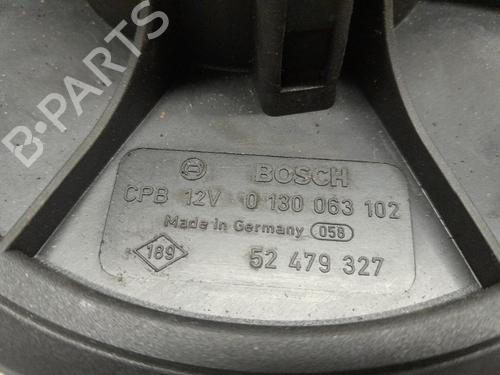 B-PARTS
BOSCH
CPB 12V 0 130 063 102
Made in Germany 058
189 52 479 327